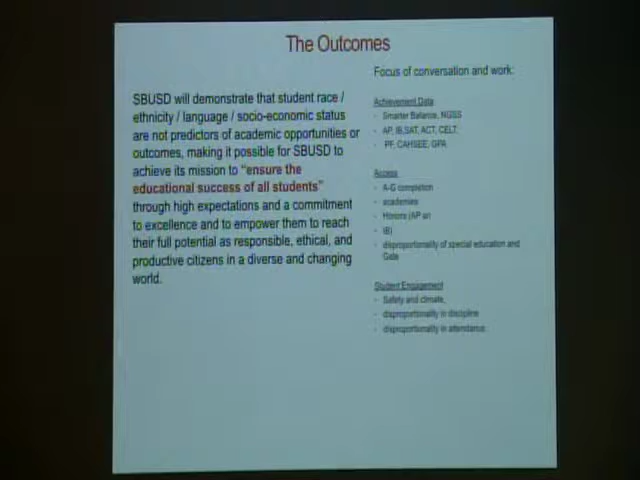 The Outcomes
SBUSD will demonstrate that student race /
ethnicity / language / socio-economic status
are not predictors of academic opportunities or
outcomes, making it possible for SBUSD to
achieve its mission to “ensure the
educational success of all students”
through high expectations and a commitment
to excellence and to empower them to reach
their full potential as responsible, ethical, and
productive citizens in a diverse and changing
world.
Focus of conversation and work:
Achievement Data
- Smarter Balance, NGSS
- AP, IB,SAT, ACT, CELT,
- PF, CAHSEE, GPA
Access
- A-G completion
- academies
- Honors (AP an
- IB)
- disproportionality of special education and
Gate
Student Engagement
- Safety and climate,
- disproportionality in discipline
- disproportionality in attendance